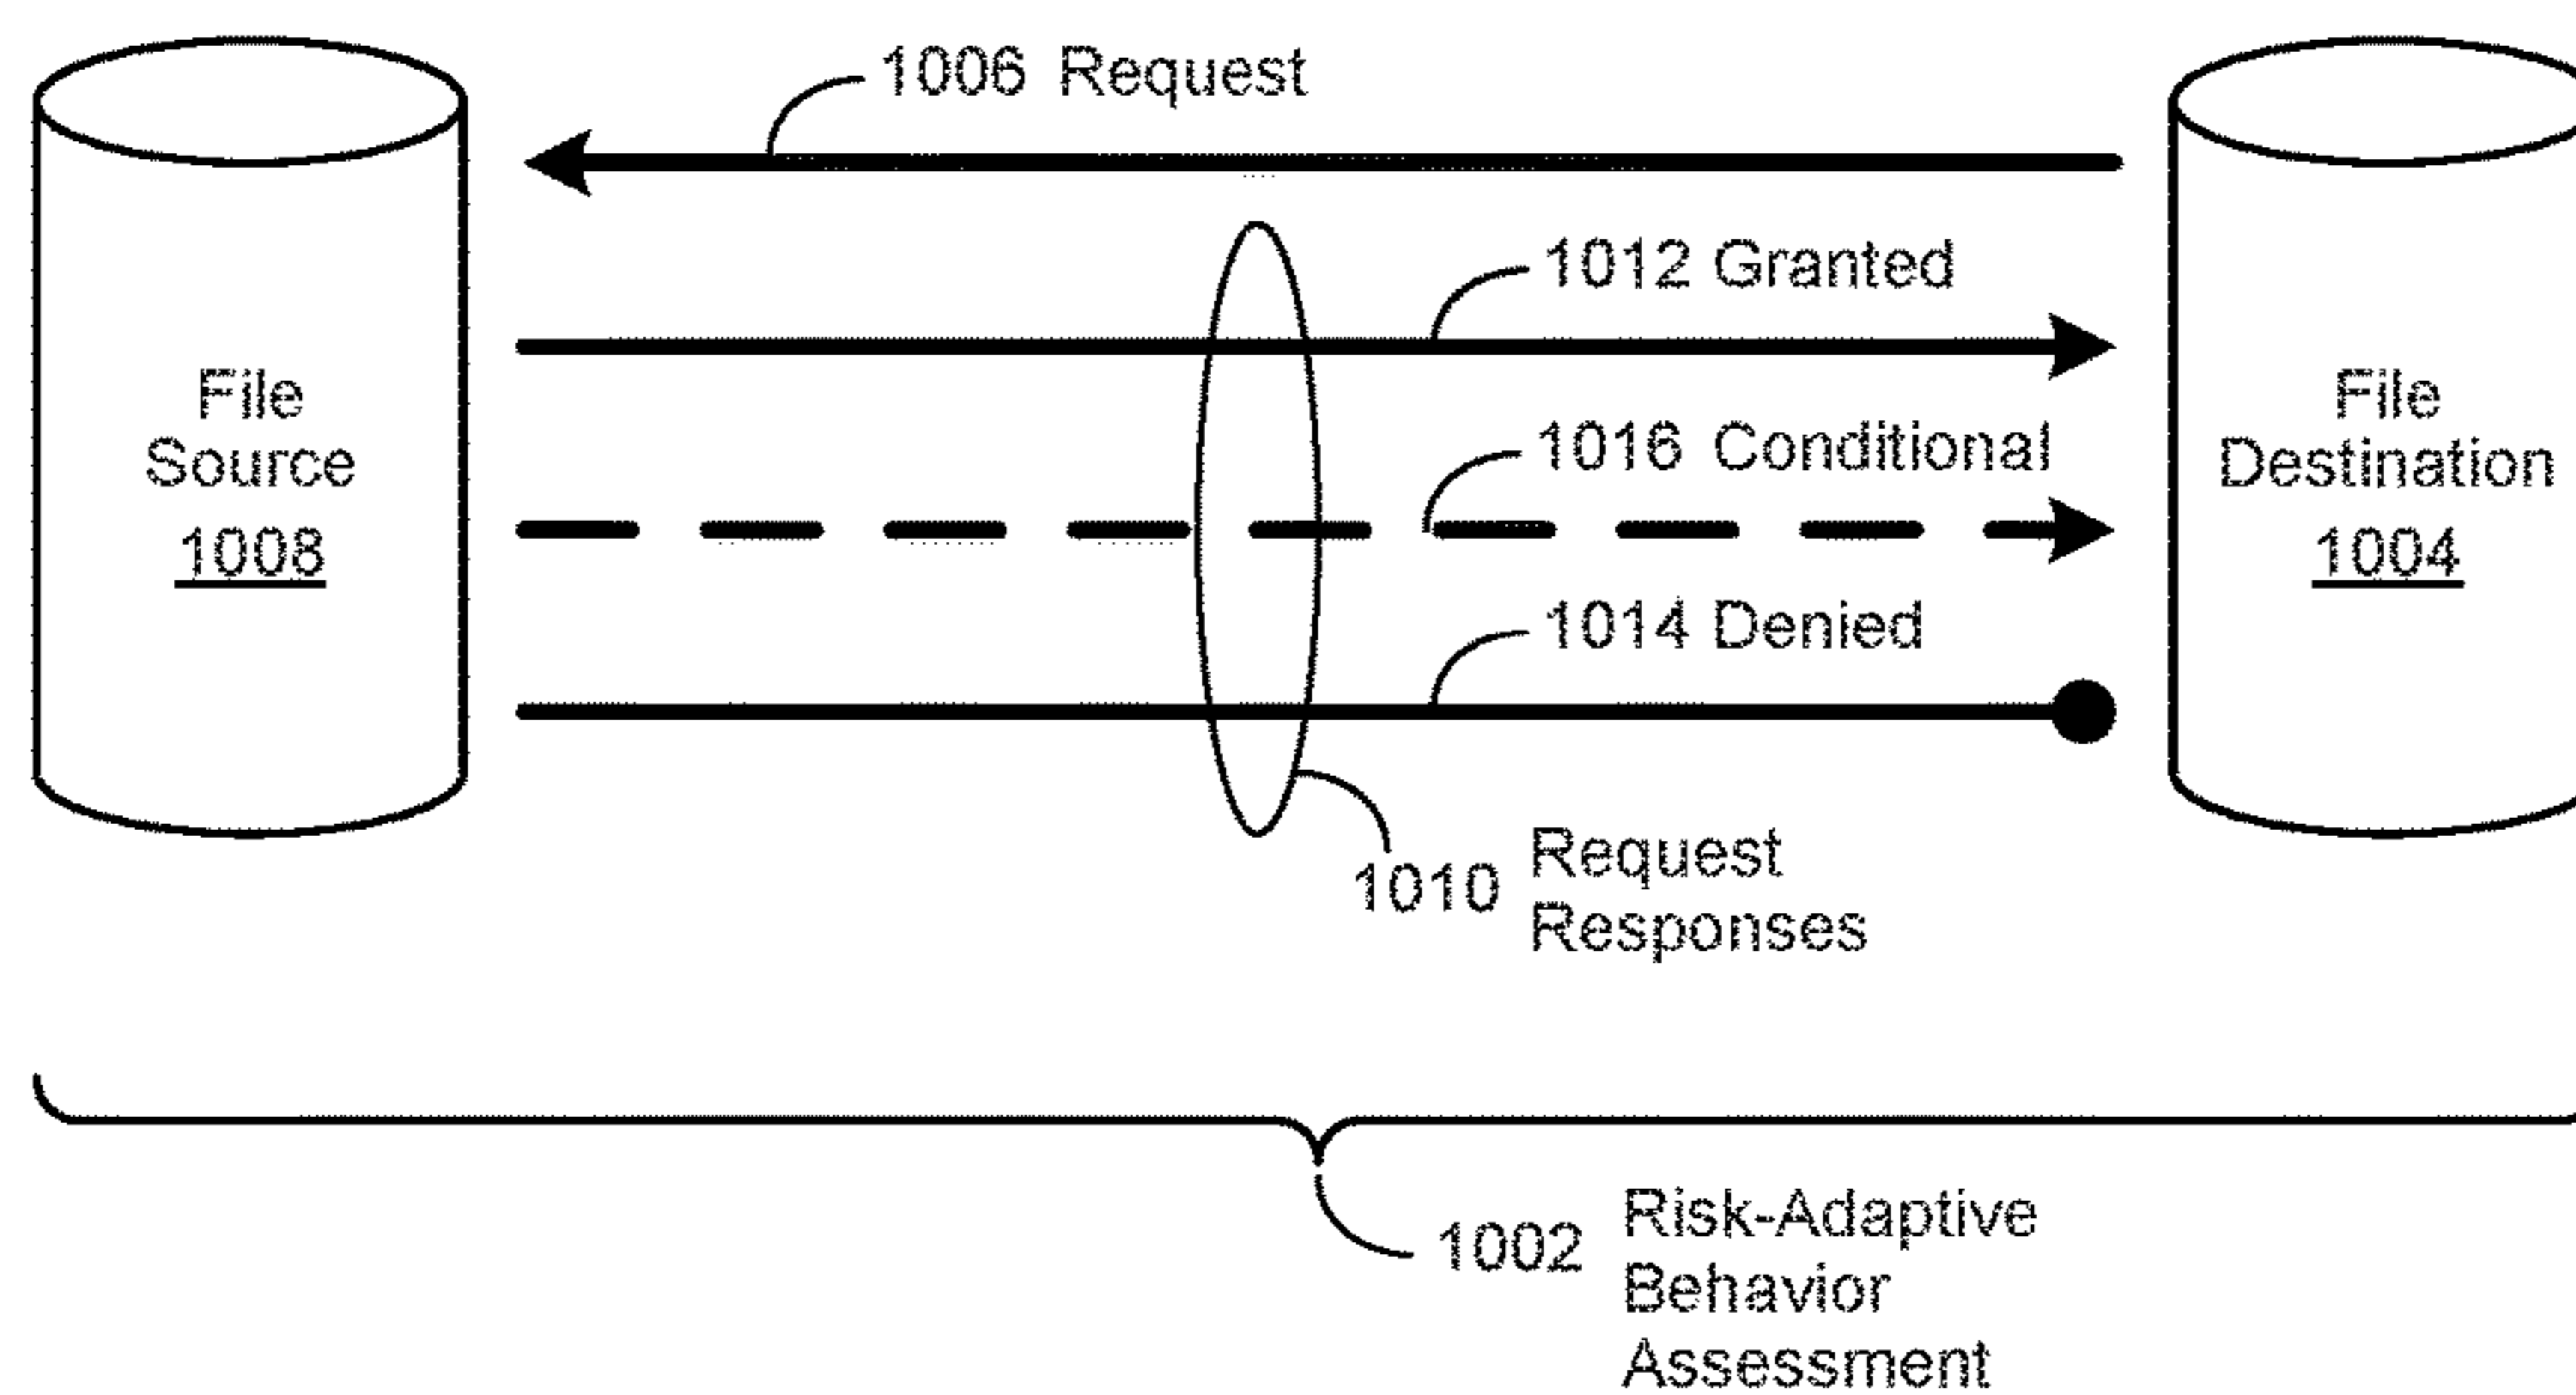 1006 Request
1012 Granted
File
Source
1008
1016 Conditional
File
Destination
1004
1014 Denied
1010 Request
Responses
1002 Risk-Adaptive
Behavior
Assessment